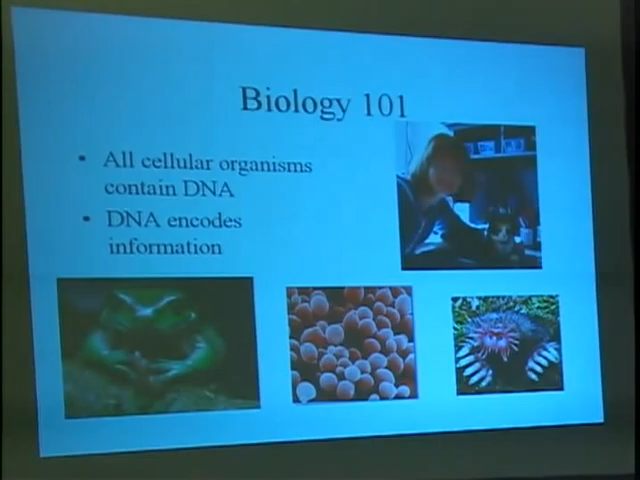 Biology 101
• All cellular organisms
contain DNA
• DNA encodes
information